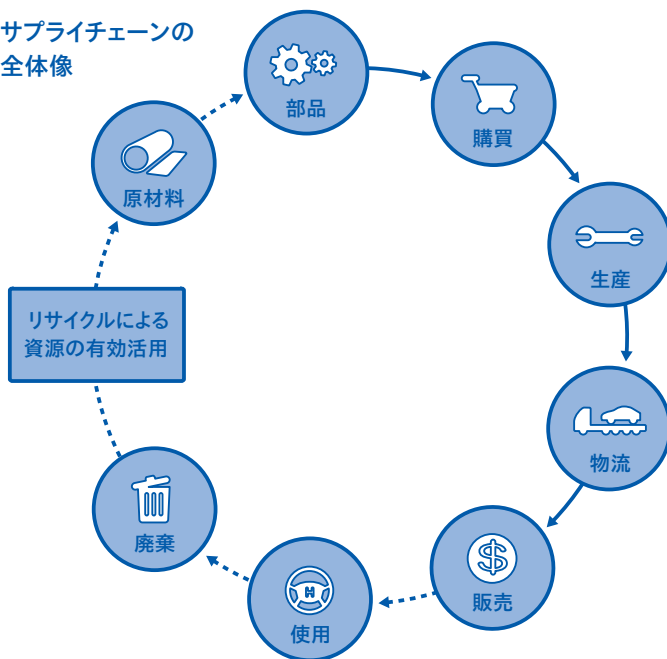 サプライチェーンの
全体像
部品
購買
原材料
生産
リサイクルによる
資源の有効活用
物流
廃棄
販売
使用
H